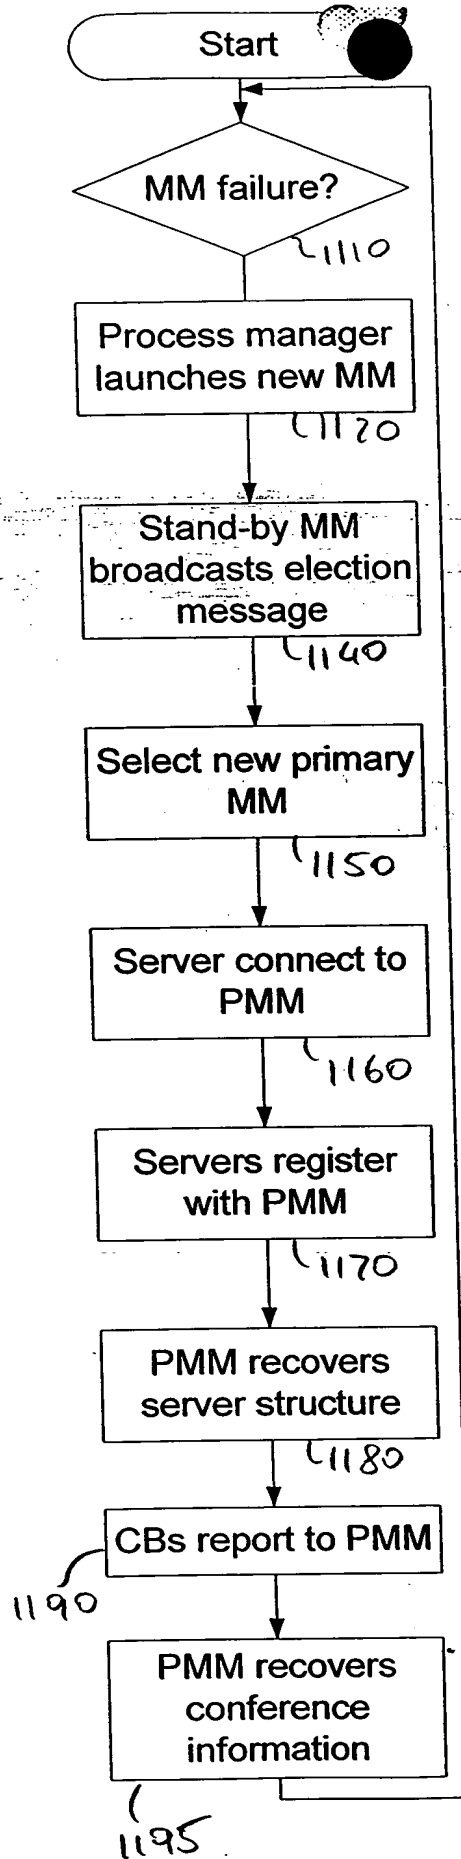 Start
MM failure?
1110
Process manager
launches new MM
1120
Stand-by MM
broadcasts election
message
1140
Select new primary
MM
1150
Server connect to
PMM
1160
Servers register
with PMM
1170
PMM recovers
server structure
1180
CBs report to PMM
1190
PMM recovers
conference
information
1195